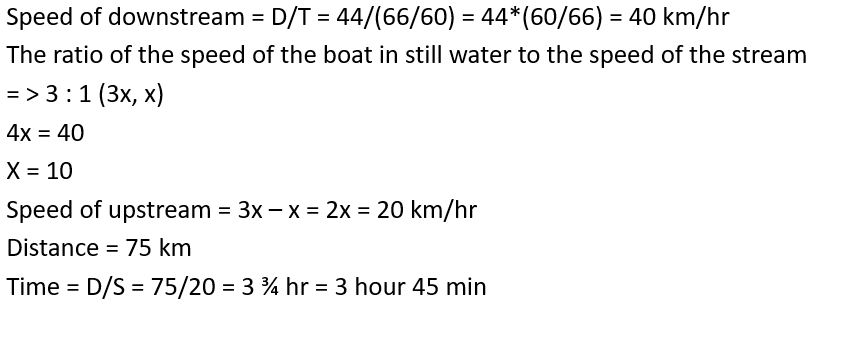 Speed of downstream = D/T = 44/(66/60) = 44*(60/66) = 40 km/hr
The ratio of the speed of the boat in still water to the speed of the stream
= > 3 : 1 (3x, x)
4x = 40
X = 10
Speed of upstream = 3x – x = 2x = 20 km/hr
Distance = 75 km
Time = D/S = 75/20 = 3 ¾ hr = 3 hour 45 min